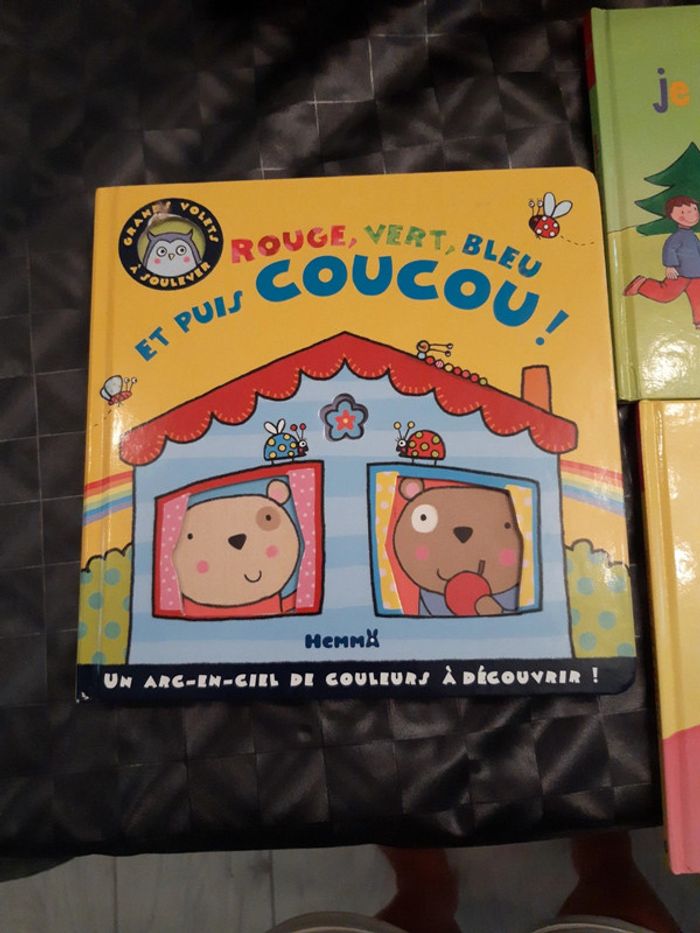 GRANDS VOLETS
À SOULEVER
ROUGE, VERT, BLEU
ET PUIS COUCOU !
HEMMA
UN ARC-EN-CIEL DE COULEURS À DÉCOUVRIR !
je